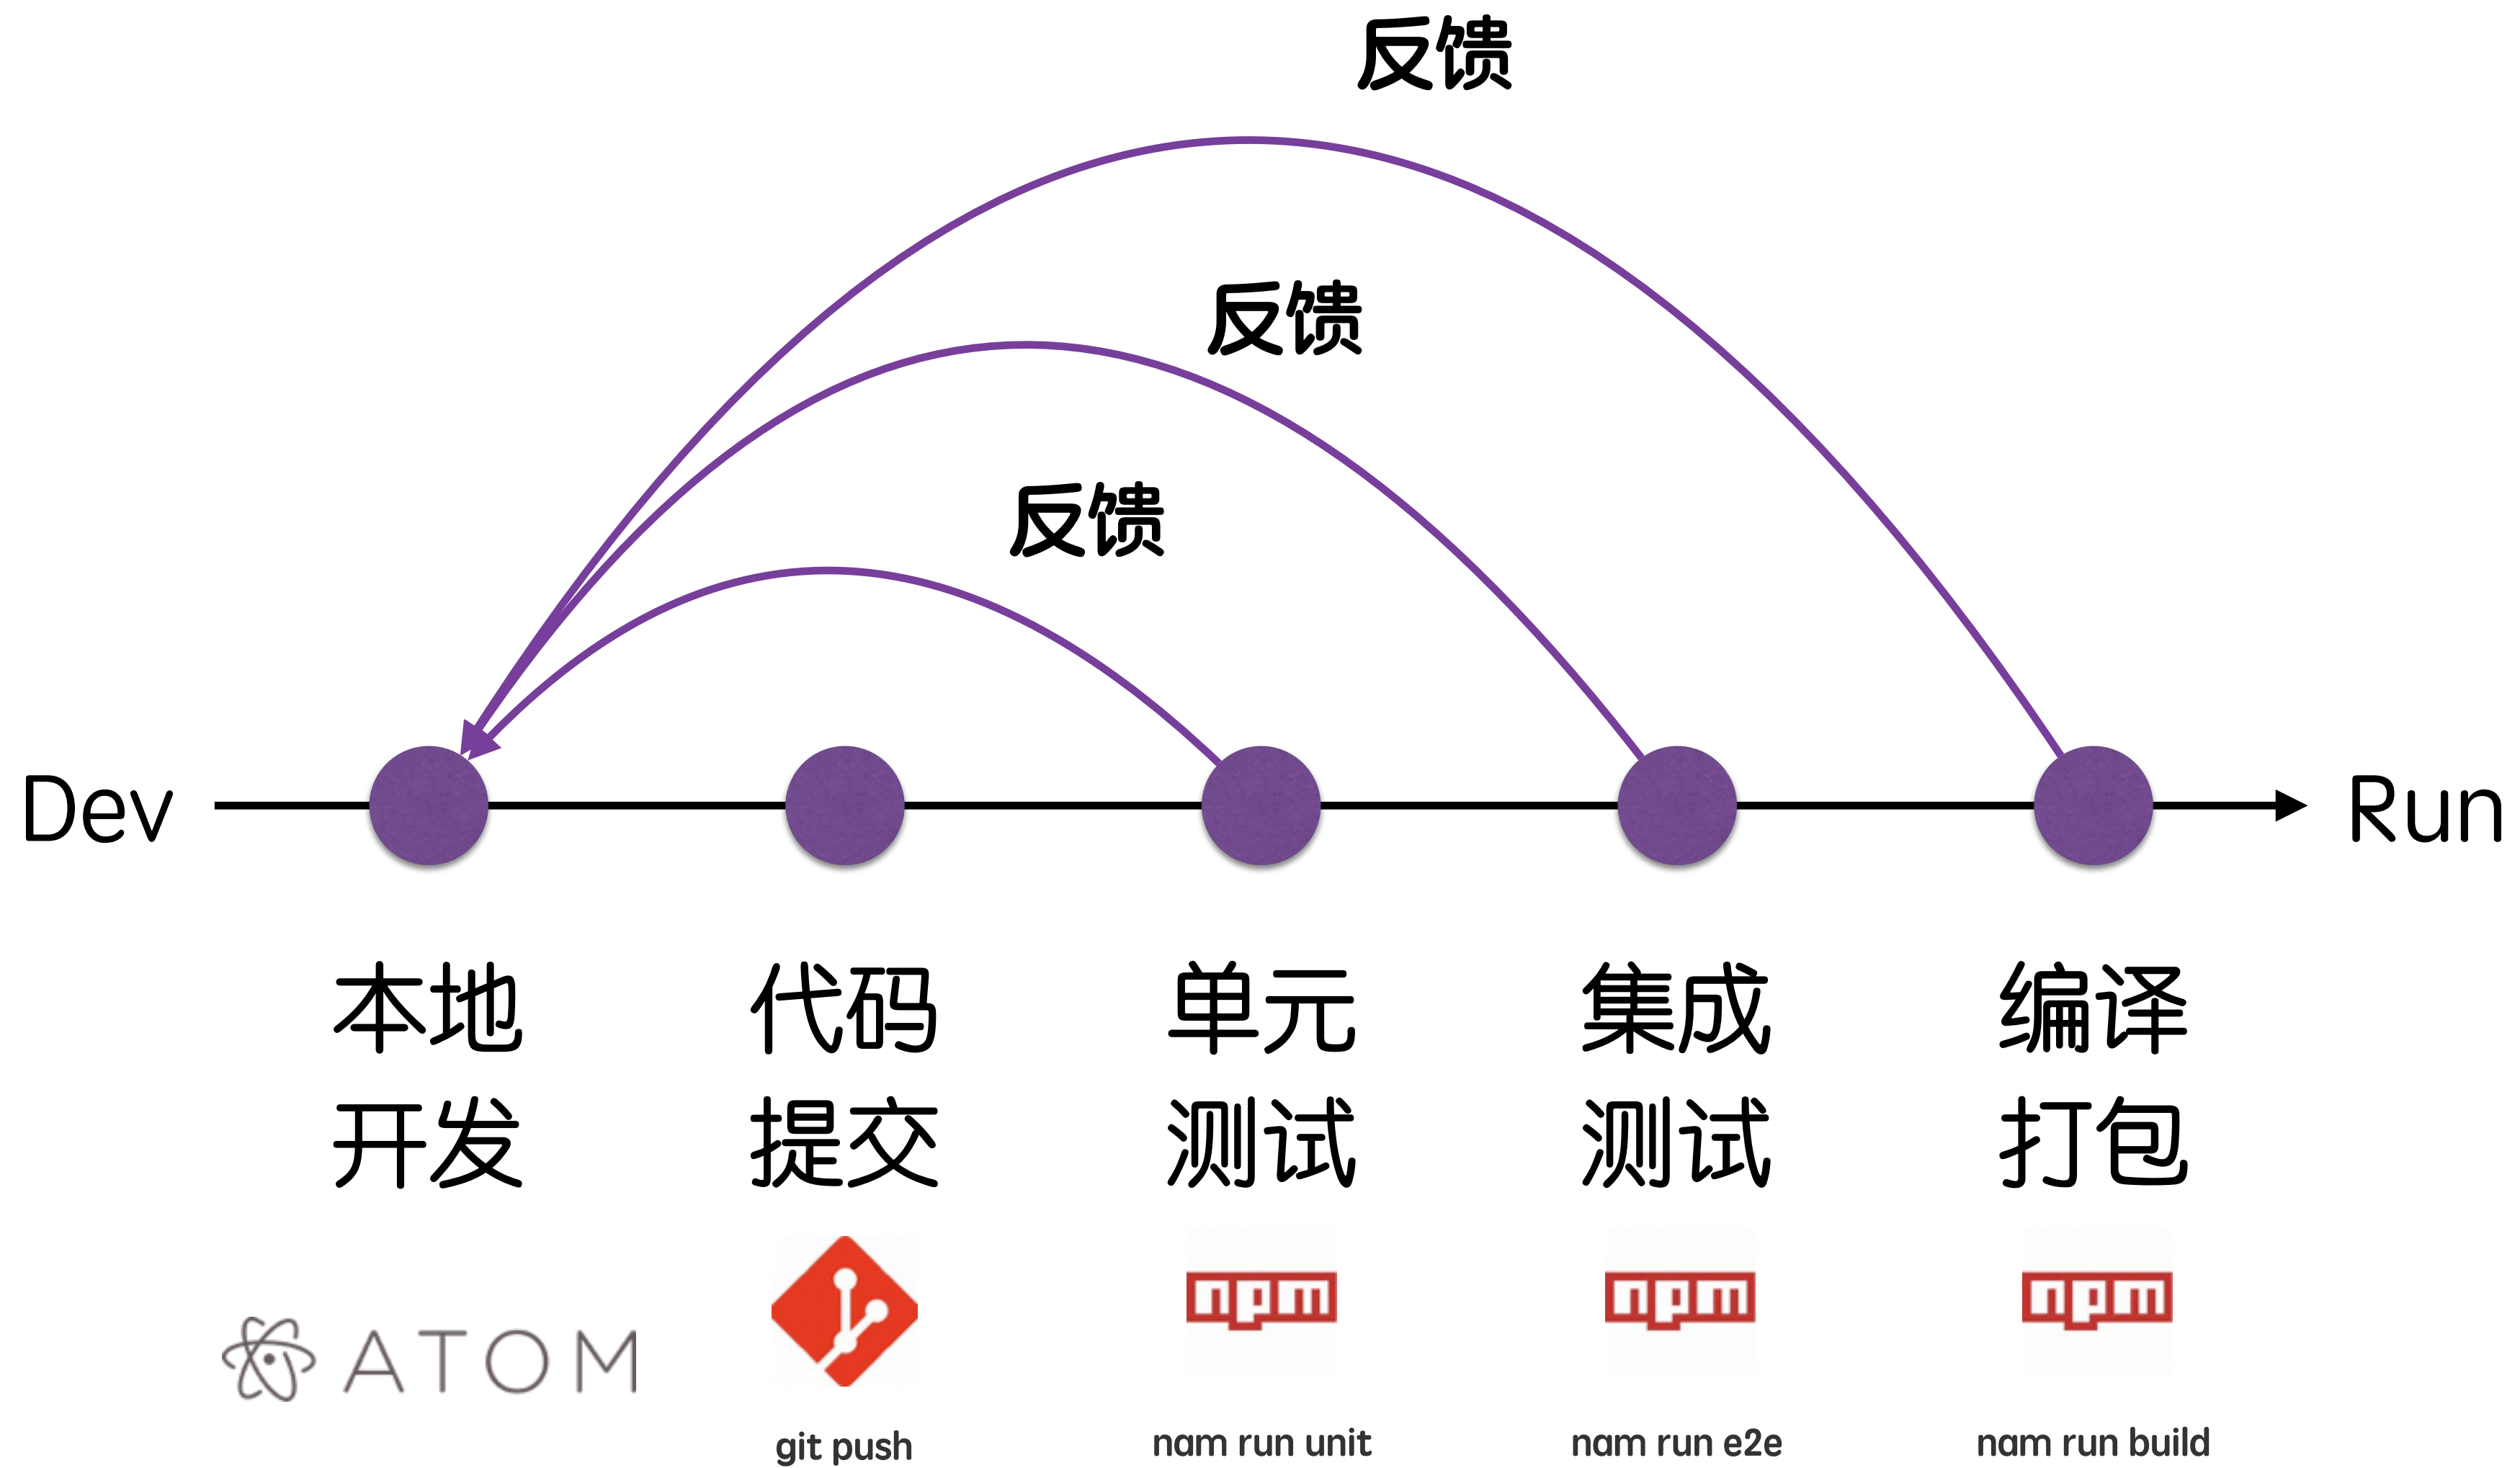 反馈
反馈
反馈
Dev
Run
本地
开发
代码
提交
单元
测试
集成
测试
编译
打包
ATOM
npm
npm
npm
git push
nam run unit
nam run e2e
nam run build